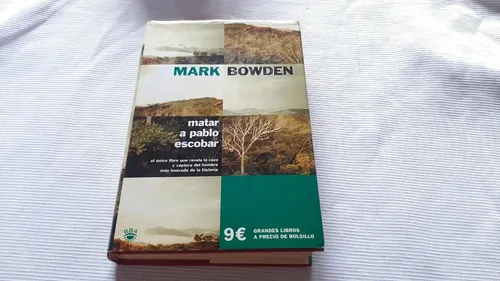 MARK BOWDEN
matar
a pablo
escobar
el único libro que revela la caza
y captura del hombre
más buscado de la historia
RBA
9€ GRANDES LIBROS
A PRECIO DE BOLSILLO